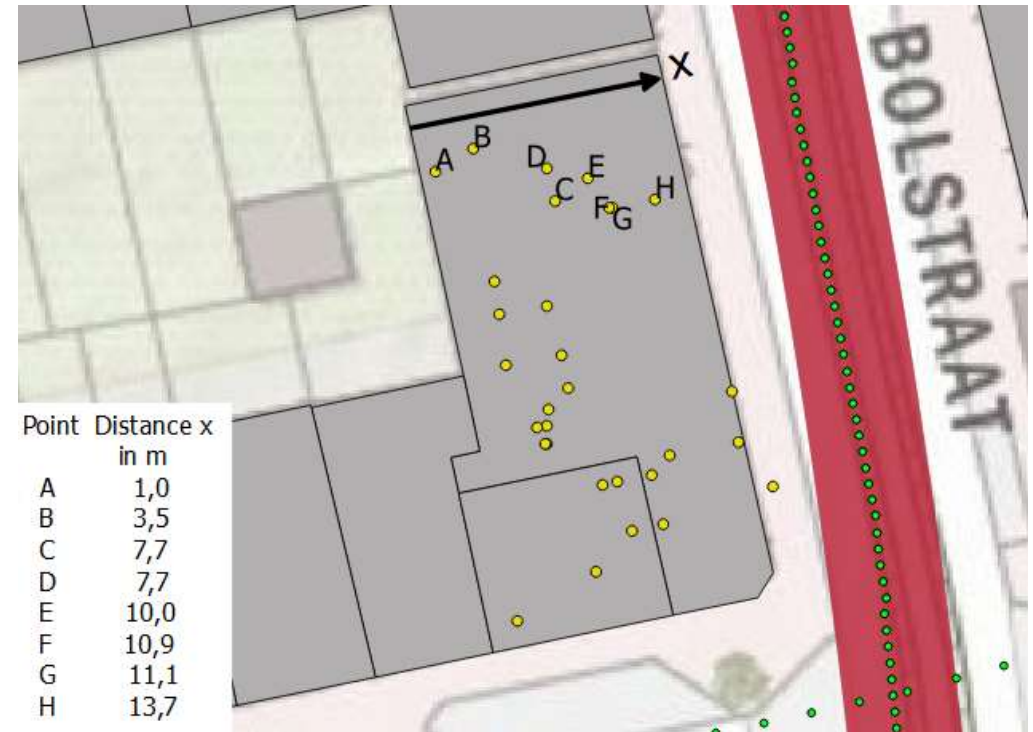 X
BOLSTRAAT
A
B
D
E
C
H
F
G
Point Distance x
in m
A 1,0
B 3,5
C 7,7
D 7,7
E 10,0
F 10,9
G 11,1
H 13,7